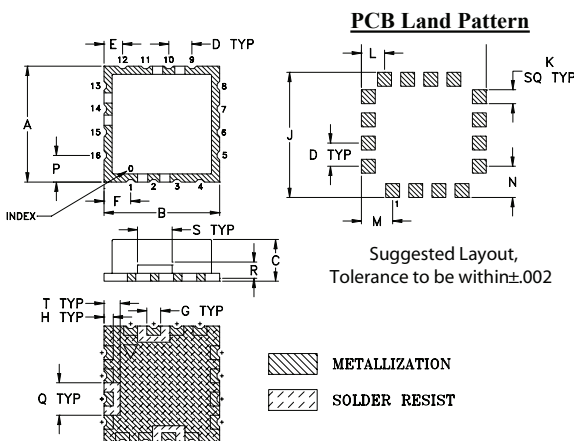 PCB Land Pattern
E
D TYP
12 11 10 9
13
14
15
16
8
7
6
5
A
P
0
1 2 3 4
INDEX
F
B
L
K
SQ TYP
J
D TYP
N
1
M
S TYP
R
C
Suggested Layout,
Tolerance to be within±.002
T TYP
H TYP
G TYP
Q TYP
METALLIZATION
SOLDER RESIST